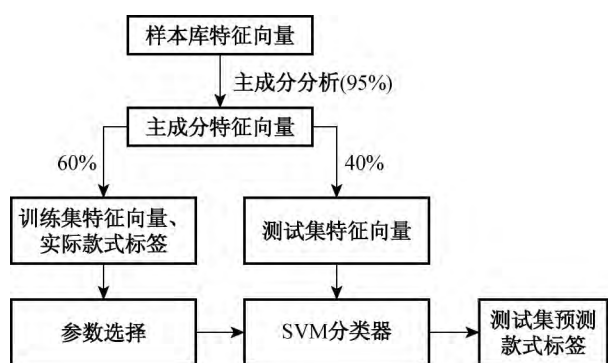 样本库特征向量
主成分分析(95%)
主成分特征向量
60%
40%
训练集特征向量、
实际款式标签
测试集特征向量
参数选择
SVM分类器
测试集预测
款式标签